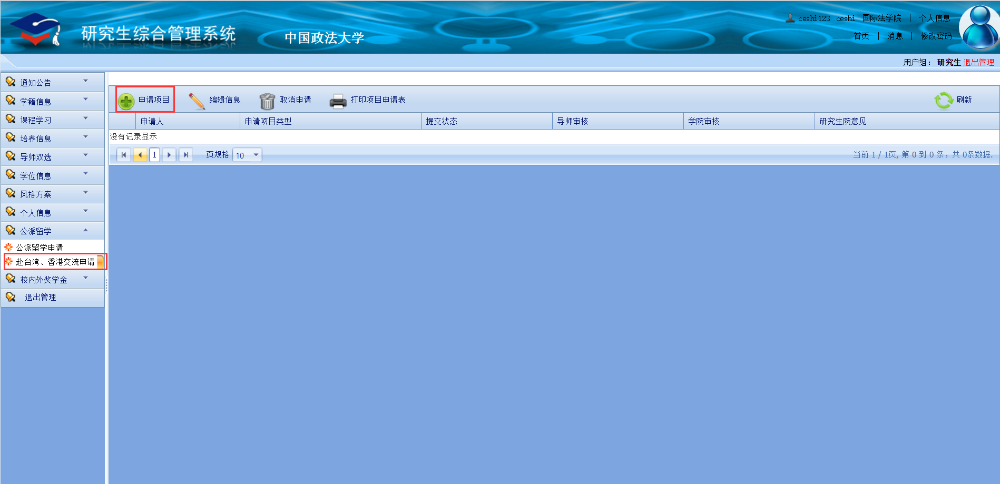 研究生综合管理系统 中国政法大学
ceshi123 ceshi 国际法学院 | 个人信息
首页 | 消息 | 修改密码
用户组： 研究生 退出管理
通知公告
学籍信息
课程学习
培养信息
导师双选
学位信息
风格方案
个人信息
公派留学
公派留学申请
赴台湾、香港交流申请
校内外奖学金
退出管理
申请项目 编辑信息 取消申请 打印项目申请表 刷新
申请人 申请项目类型 提交状态 导师审核 学院审核 研究生院意见
没有记录显示
1 页规格 10 当前 1 / 1页, 第 0 到 0 条，共 0条数据.